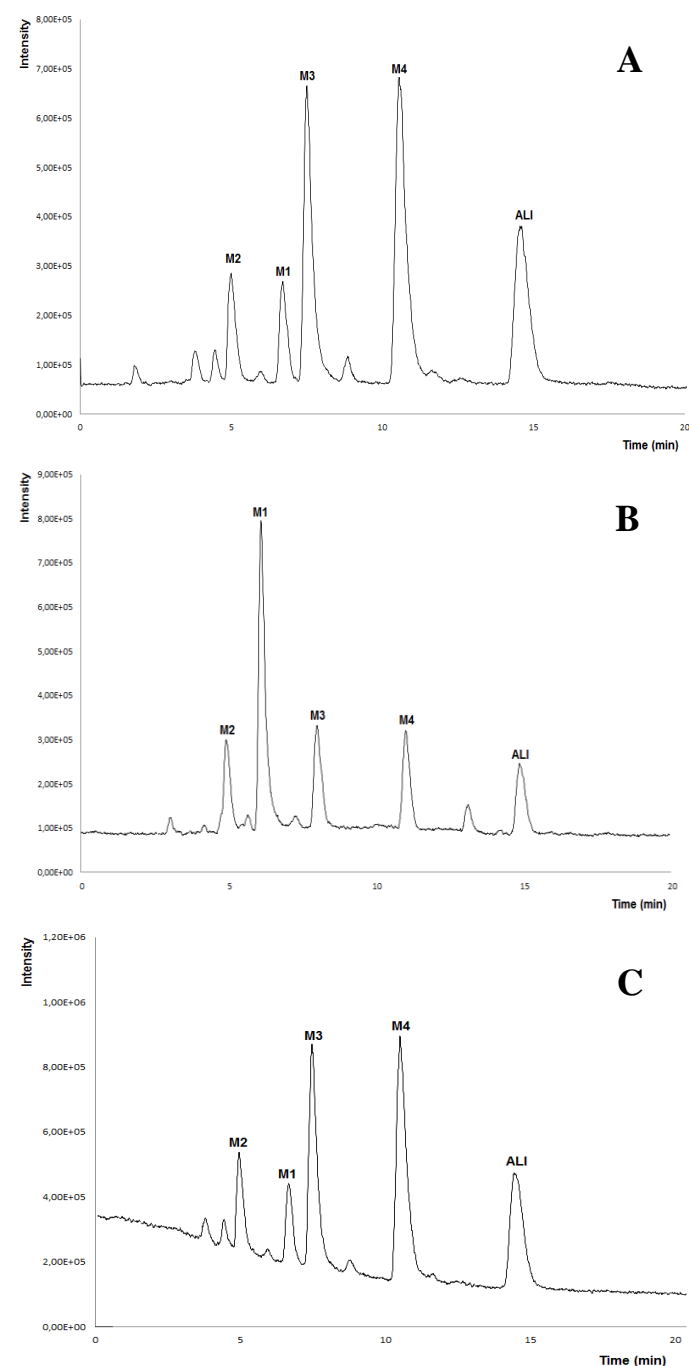 8,00E+05
Intensity
A
7,00E+05
M3
M4
6,00E+05
5,00E+05
4,00E+05
ALI
3,00E+05
M2
M1
2,00E+05
1,00E+05
0,00E+00
0 5 10 15 20
Time (min)
9,00E+05
Intensity
B
8,00E+05
M1
7,00E+05
6,00E+05
5,00E+05
4,00E+05
M2
M3
M4
3,00E+05
ALI
2,00E+05
1,00E+05
0,00E+00
0 5 10 15 20
Time (min)
1,20E+06
Intensity
C
1,00E+06
M3
M4
8,00E+05
6,00E+05
M2
M1
ALI
4,00E+05
2,00E+05
0,00E+00
0 5 10 15 20
Time (min)